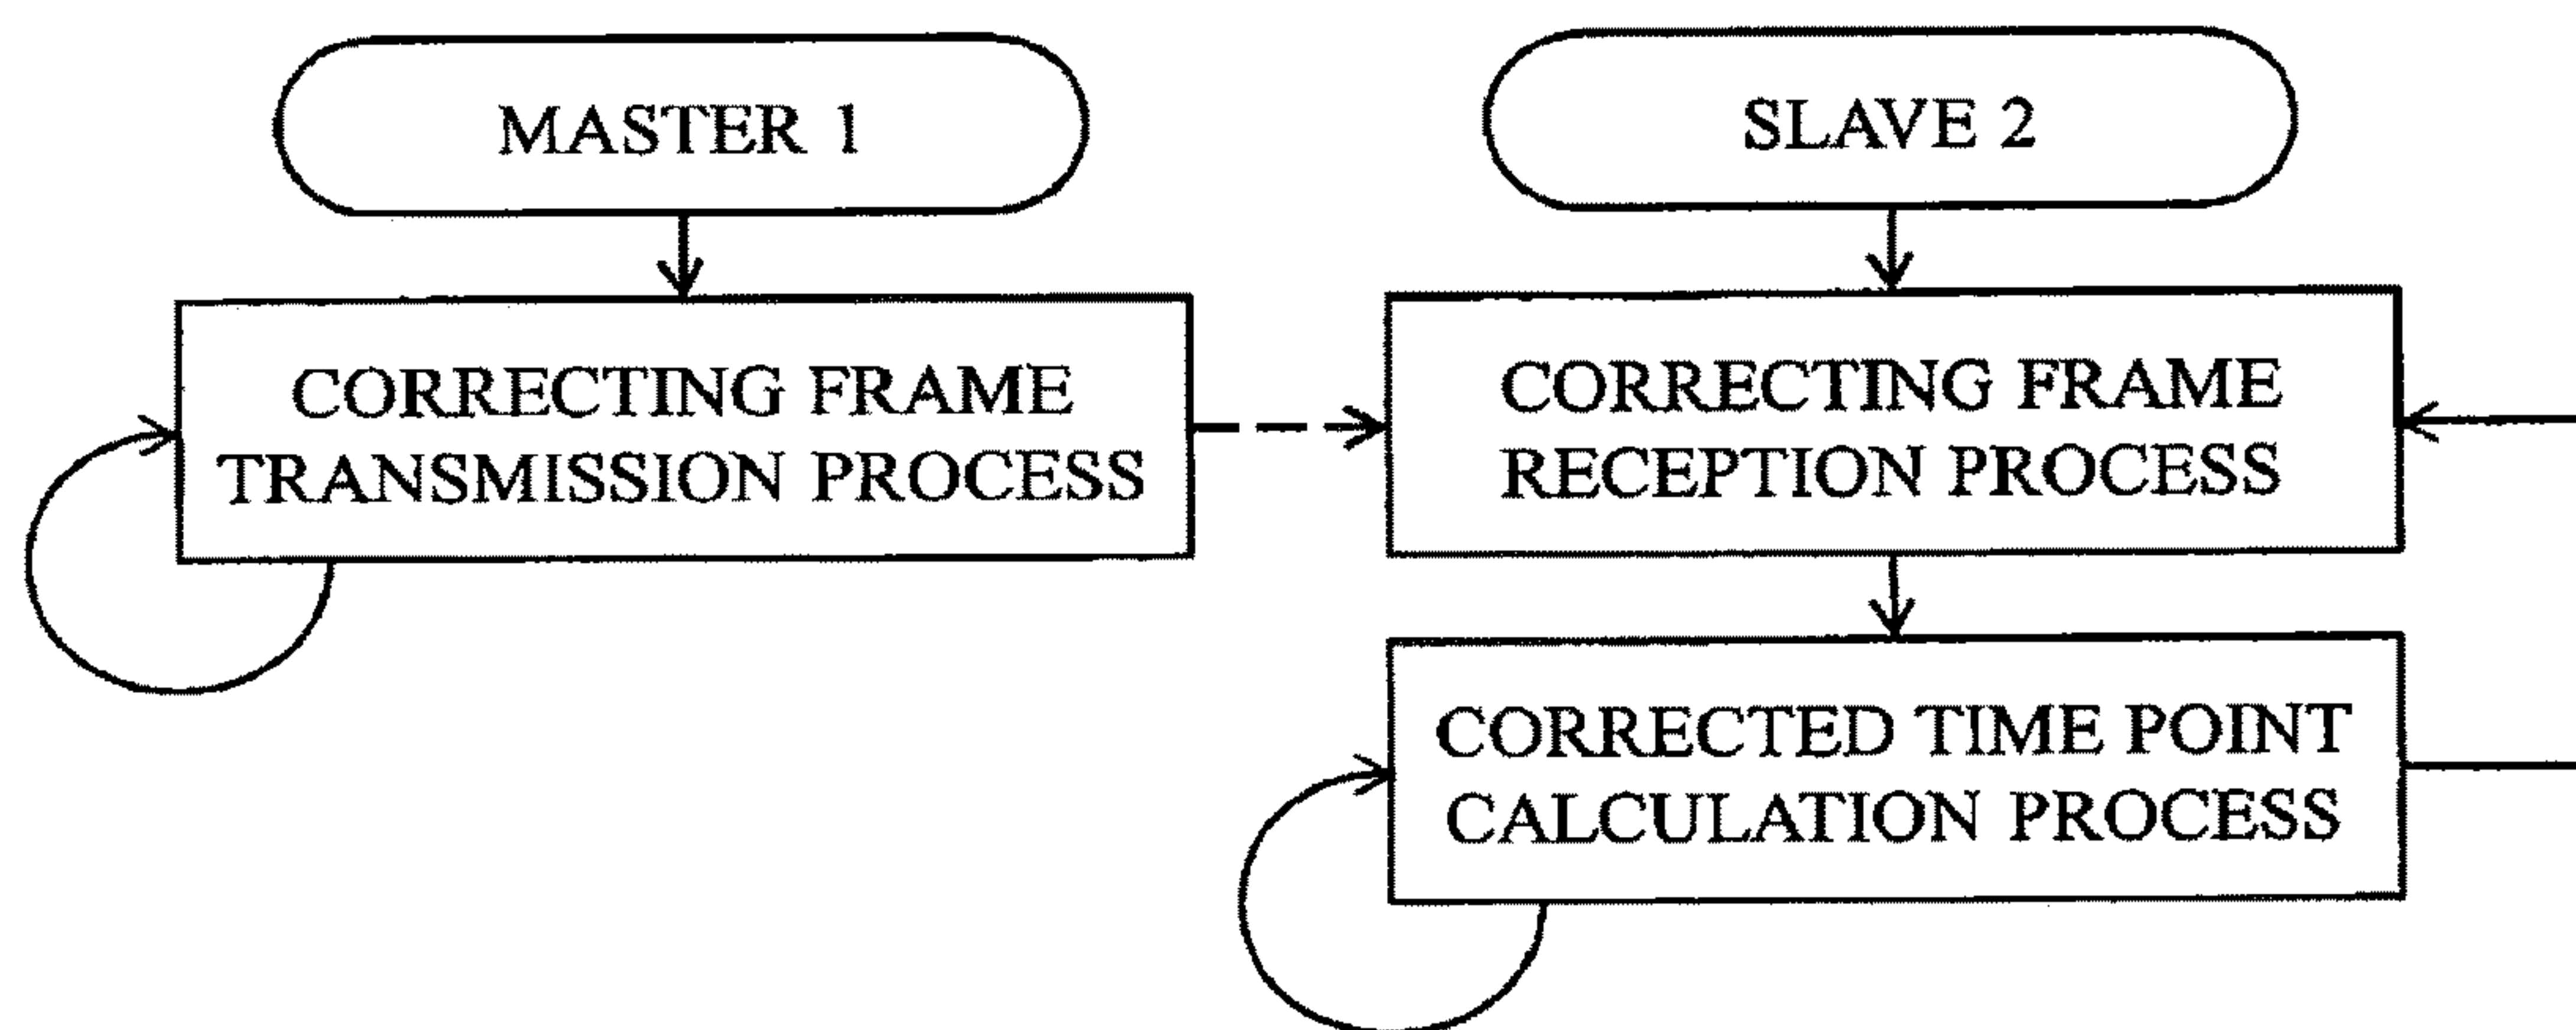 MASTER 1
SLAVE 2
CORRECTING FRAME
TRANSMISSION PROCESS
CORRECTING FRAME
RECEPTION PROCESS
CORRECTED TIME POINT
CALCULATION PROCESS